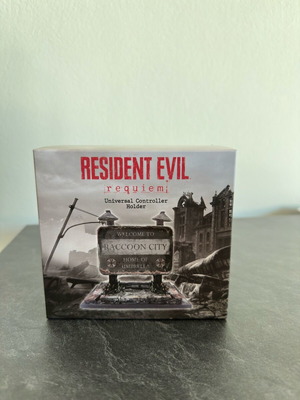 RESIDENT EVIL
requiem
Universal Controller
Holder
WELCOME TO
RACCOON CITY
HOME OF
UMBRELLA